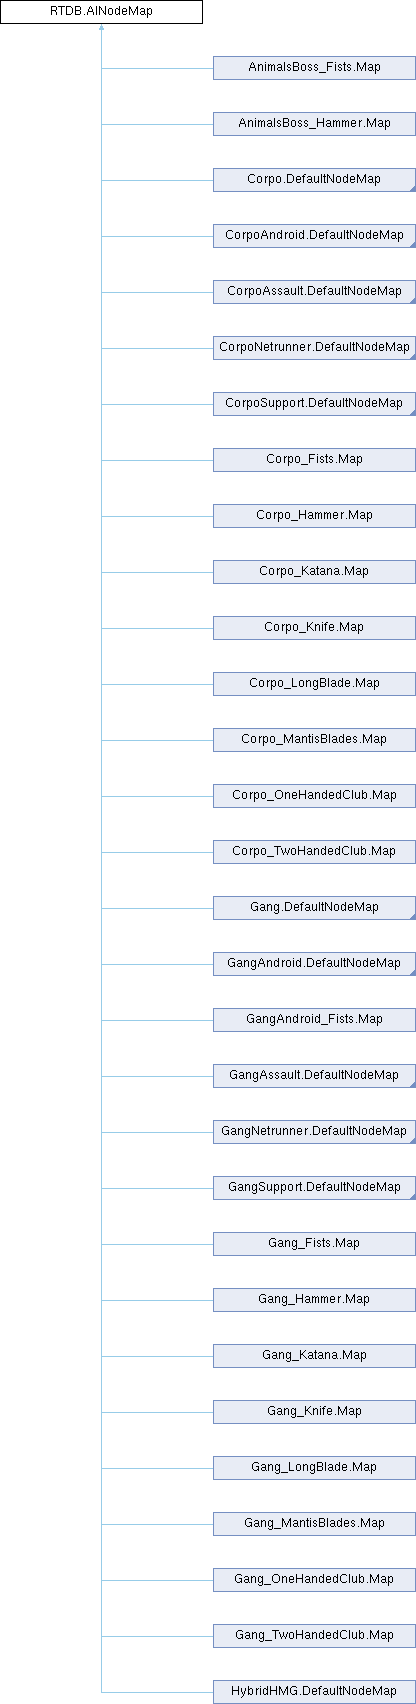 RTDB.AINodeMap
AnimalsBoss_Fists.Map
AnimalsBoss_Hammer.Map
Corpo.DefaultNodeMap
CorpoAndroid.DefaultNodeMap
CorpoAssault.DefaultNodeMap
CorpoNetrunner.DefaultNodeMap
CorpoSupport.DefaultNodeMap
Corpo_Fists.Map
Corpo_Hammer.Map
Corpo_Katana.Map
Corpo_Knife.Map
Corpo_LongBlade.Map
Corpo_MantisBlades.Map
Corpo_OneHandedClub.Map
Corpo_TwoHandedClub.Map
Gang.DefaultNodeMap
GangAndroid.DefaultNodeMap
GangAndroid_Fists.Map
GangAssault.DefaultNodeMap
GangNetrunner.DefaultNodeMap
GangSupport.DefaultNodeMap
Gang_Fists.Map
Gang_Hammer.Map
Gang_Katana.Map
Gang_Knife.Map
Gang_LongBlade.Map
Gang_MantisBlades.Map
Gang_OneHandedClub.Map
Gang_TwoHandedClub.Map
HybridHMG.DefaultNodeMap